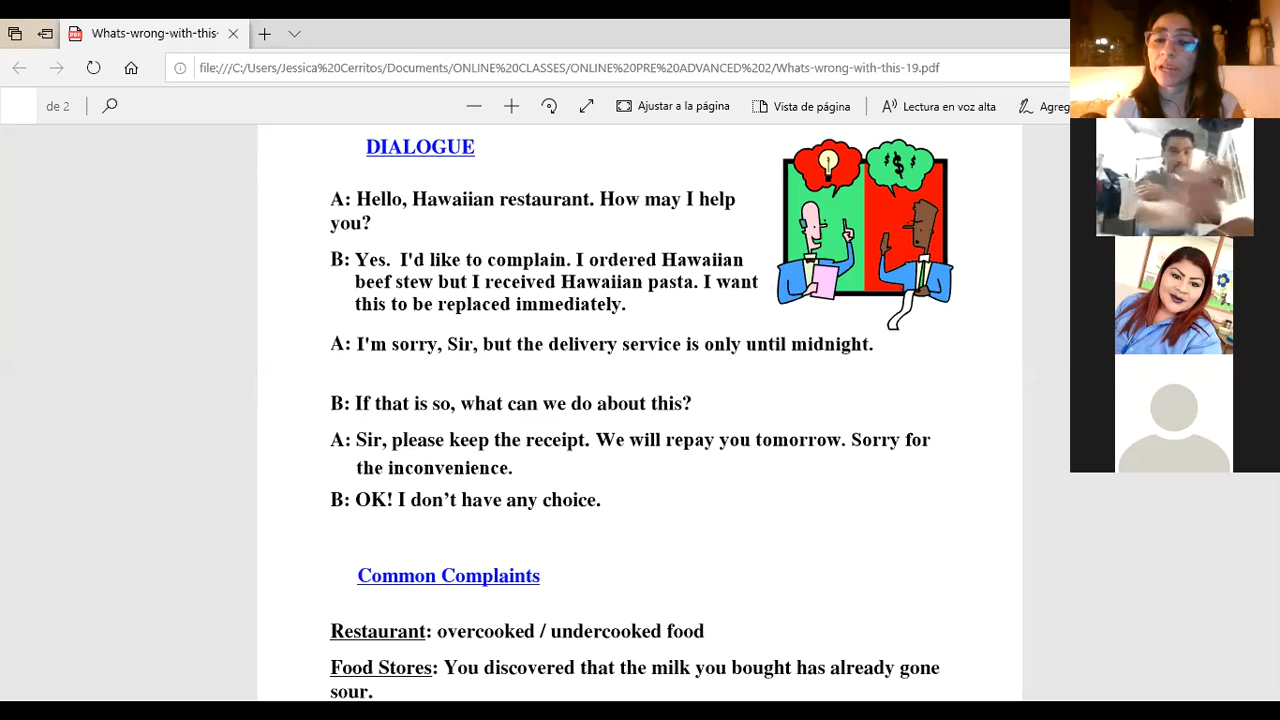 Whats-wrong-with-this-
file:///C:/Users/Jessica%20Cerritos/Documents/ONLINE%20CLASSES/ONLINE%20PRE%20ADVANCED%202/Whats-wrong-with-this-19.pdf
de 2
Ajustar a la página
Vista de página
Lectura en voz alta
Agreg
DIALOGUE
A: Hello, Hawaiian restaurant. How may I help
you?
B: Yes. I'd like to complain. I ordered Hawaiian
beef stew but I received Hawaiian pasta. I want
this to be replaced immediately.
A: I'm sorry, Sir, but the delivery service is only until midnight.
B: If that is so, what can we do about this?
A: Sir, please keep the receipt. We will repay you tomorrow. Sorry for
the inconvenience.
B: OK! I don’t have any choice.
Common Complaints
Restaurant: overcooked / undercooked food
Food Stores: You discovered that the milk you bought has already gone
sour.